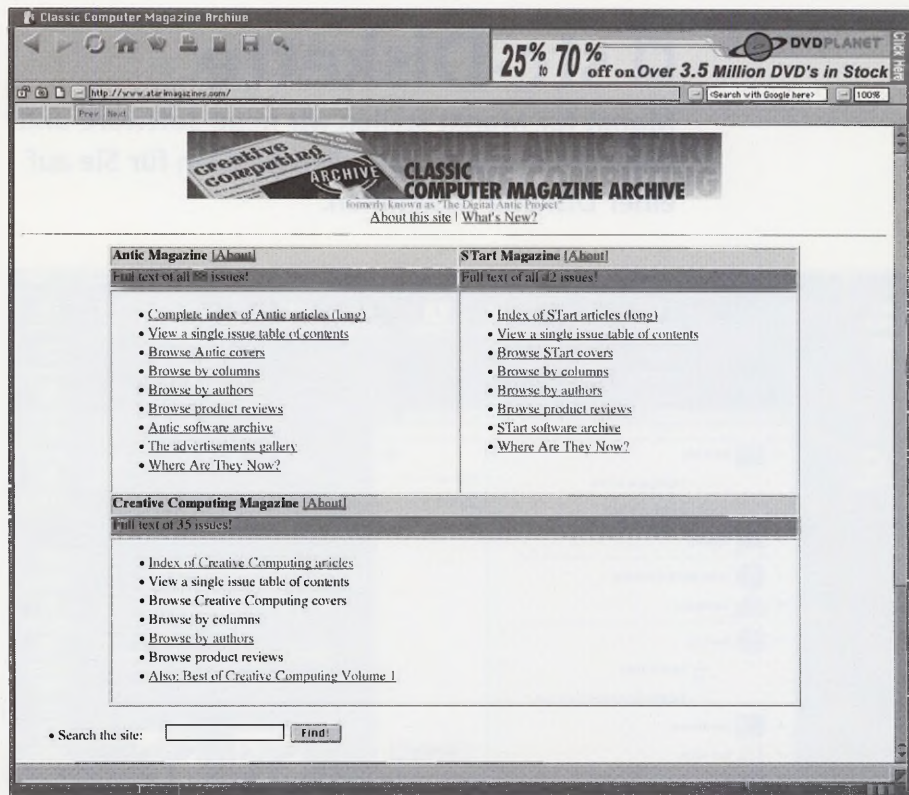 Classic Computer Magazine Archive
25% to 70% off on Over 3.5 Million DVD's in Stock
DVDPLANET
Click Here
http://www.atarimagazines.com/
<Search with Google here>
100%
Prev Next
creative computing
ARCHIVE
CLASSIC
COMPUTER MAGAZINE ARCHIVE
formerly known as "The Digital Antic Project"
About this site | What's New?
für Sie auf
Antic Magazine [About]
Full text of all 88 issues!
• Complete index of Antic articles (long)
• View a single issue table of contents
• Browse Antic covers
• Browse by columns
• Browse by authors
• Browse product reviews
• Antic software archive
• The advertisements gallery
• Where Are They Now?
STart Magazine [About]
Full text of all 42 issues!
• Index of STart articles (long)
• View a single issue table of contents
• Browse STart covers
• Browse by columns
• Browse by authors
• Browse product reviews
• STart software archive
• Where Are They Now?
Creative Computing Magazine [About]
Full text of 35 issues!
• Index of Creative Computing articles
• View a single issue table of contents
• Browse Creative Computing covers
• Browse by columns
• Browse by authors
• Browse product reviews
• Also: Best of Creative Computing Volume 1
• Search the site:
Find!